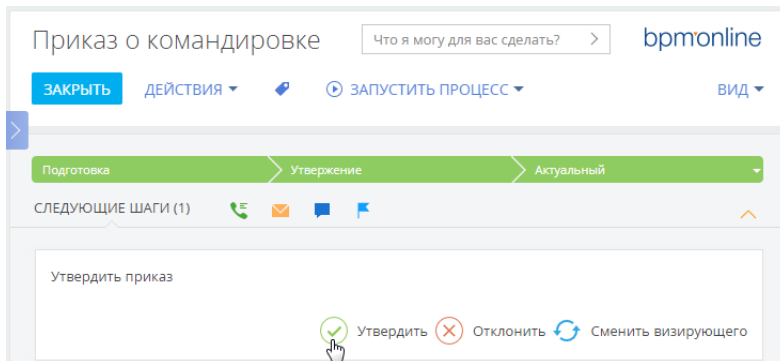 Приказ о командировке
Что я могу для вас сделать?
bpm'online
ЗАКРЫТЬ ДЕЙСТВИЯ ЗАПУСТИТЬ ПРОЦЕСС ВИД
Подготовка Утвержение Актуальный
СЛЕДУЮЩИЕ ШАГИ (1)
Утвердить приказ
Утвердить Отклонить Сменить визирующего